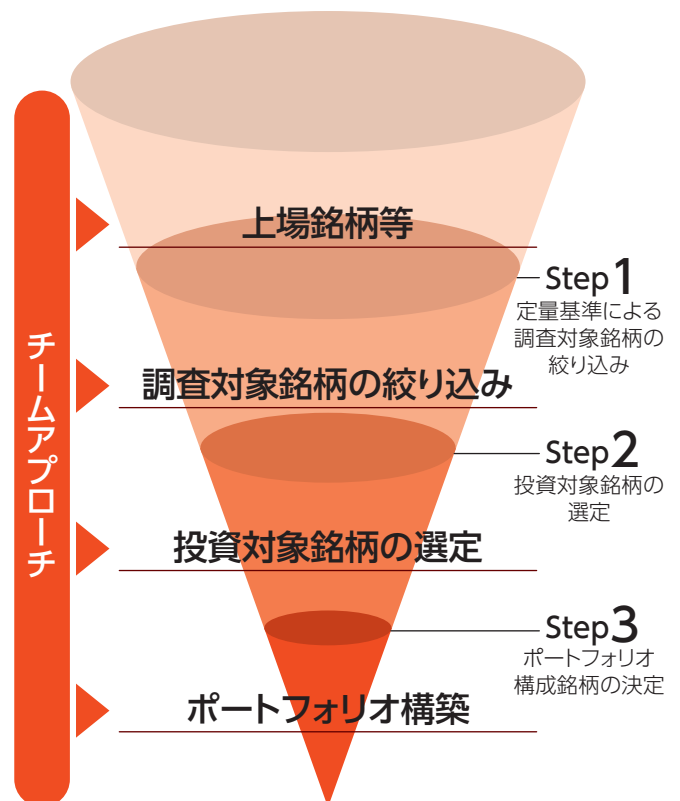 チームアプローチ
上場銘柄等
Step1
定量基準による
調査対象銘柄の
絞り込み
調査対象銘柄の絞り込み
Step2
投資対象銘柄の
選定
投資対象銘柄の選定
Step3
ポートフォリオ
構成銘柄の決定
ポートフォリオ構築